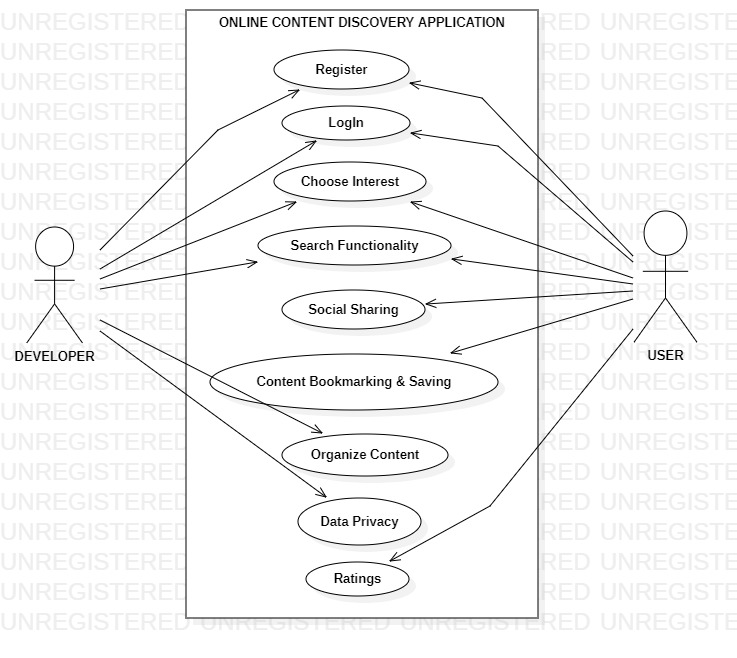 ONLINE CONTENT DISCOVERY APPLICATION
Register
LogIn
Choose Interest
Search Functionality
Social Sharing
Content Bookmarking & Saving
Organize Content
Data Privacy
Ratings
DEVELOPER
USER
UNREGISTERED UNREGISTERED UNREGISTERED UNREGISTE